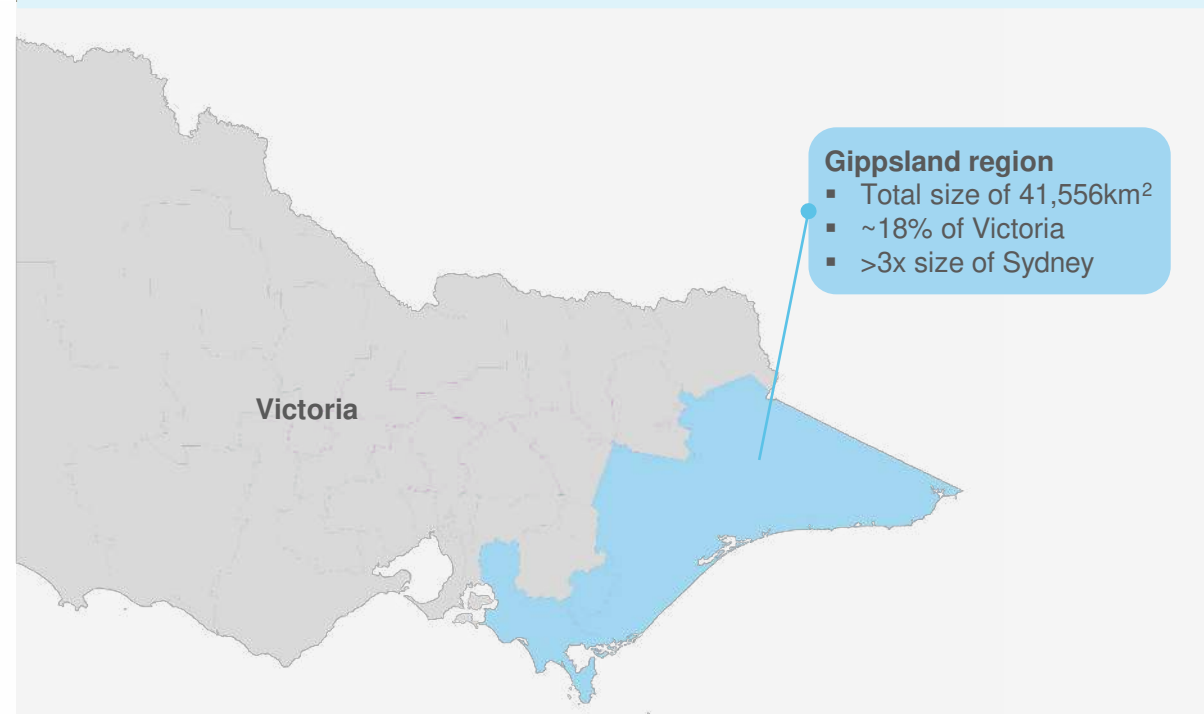 Gippsland region
▪ Total size of 41,556km²
▪ ~18% of Victoria
▪ >3x size of Sydney
Victoria